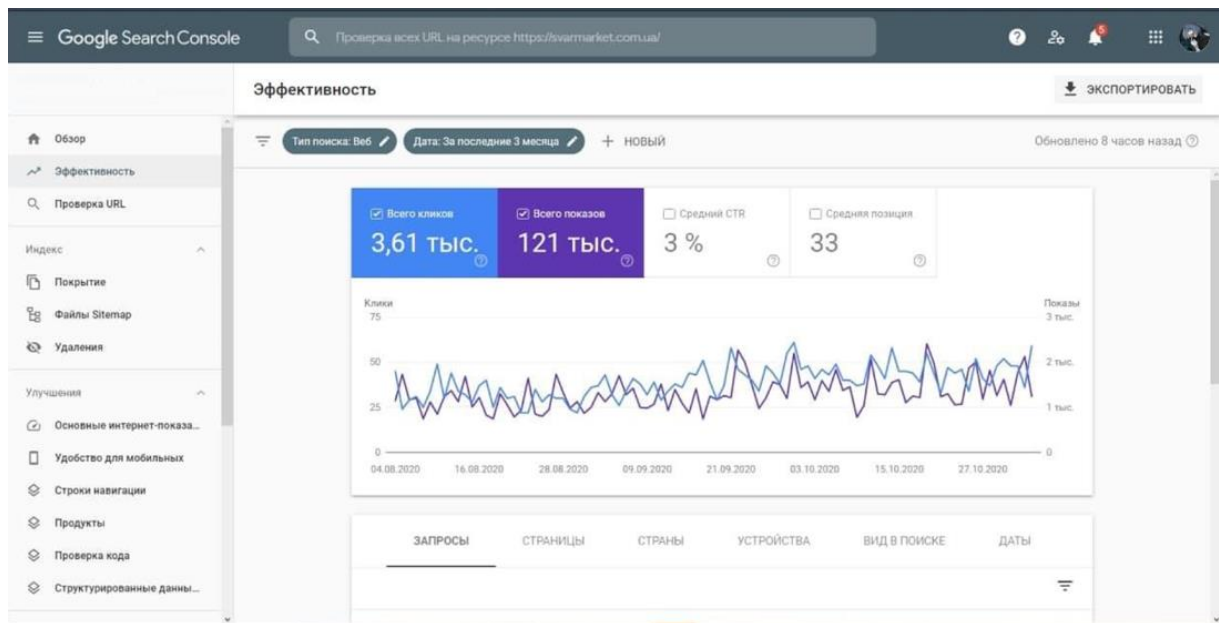 Google Search Console
Проверка всех URL на ресурсе https://svarmarket.com.ua/
5
Эффективность
ЭКСПОРТИРОВАТЬ
Обзор
Эффективность
Проверка URL
Индекс
Покрытие
Файлы Sitemap
Удаления
Улучшения
Основные интернет-показа...
Удобство для мобильных
Строки навигации
Продукты
Проверка кода
Структурированные данны...
Тип поиска: Веб
Дата: За последние 3 месяца
+ НОВЫЙ
Обновлено 8 часов назад
Всего кликов
3,61 тыс.
Всего показов
121 тыс.
Средний CTR
3 %
Средняя позиция
33
Клики
75
50
25
0
Показы
3 тыс.
2 тыс.
1 тыс.
0
04.08.2020 16.08.2020 28.08.2020 09.09.2020 21.09.2020 03.10.2020 15.10.2020 27.10.2020
ЗАПРОСЫ СТРАНИЦЫ СТРАНЫ УСТРОЙСТВА ВИД В ПОИСКЕ ДАТЫ